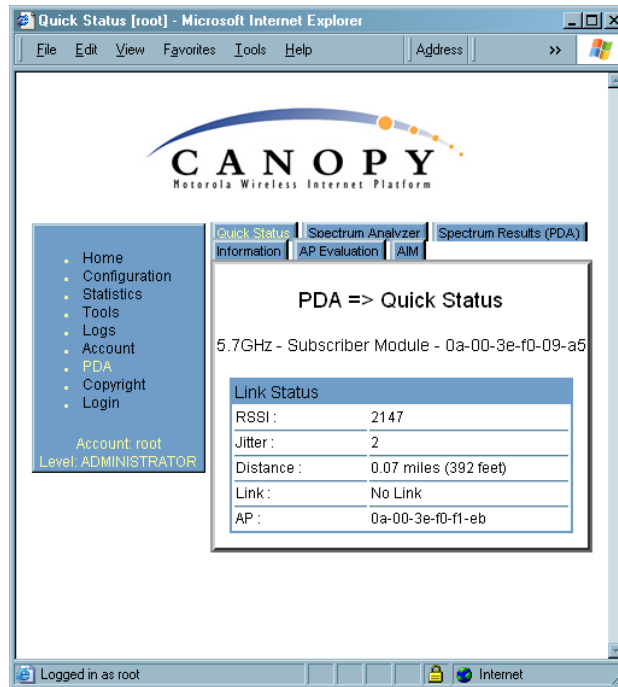 Quick Status [root] - Microsoft Internet Explorer
File Edit View Favorites Tools Help Address »
CANOPY
Motorola Wireless Internet Platform
Quick Status Spectrum Analyzer Spectrum Results (PDA)
Information AP Evaluation AIM
Home
Configuration
Statistics
Tools
Logs
Account
PDA
Copyright
Login
Account: root
Level: ADMINISTRATOR
PDA => Quick Status
5.7GHz - Subscriber Module - 0a-00-3e-f0-09-a5
Link Status
RSSI : 2147
Jitter : 2
Distance : 0.07 miles (392 feet)
Link : No Link
AP : 0a-00-3e-f0-f1-eb
Logged in as root Internet